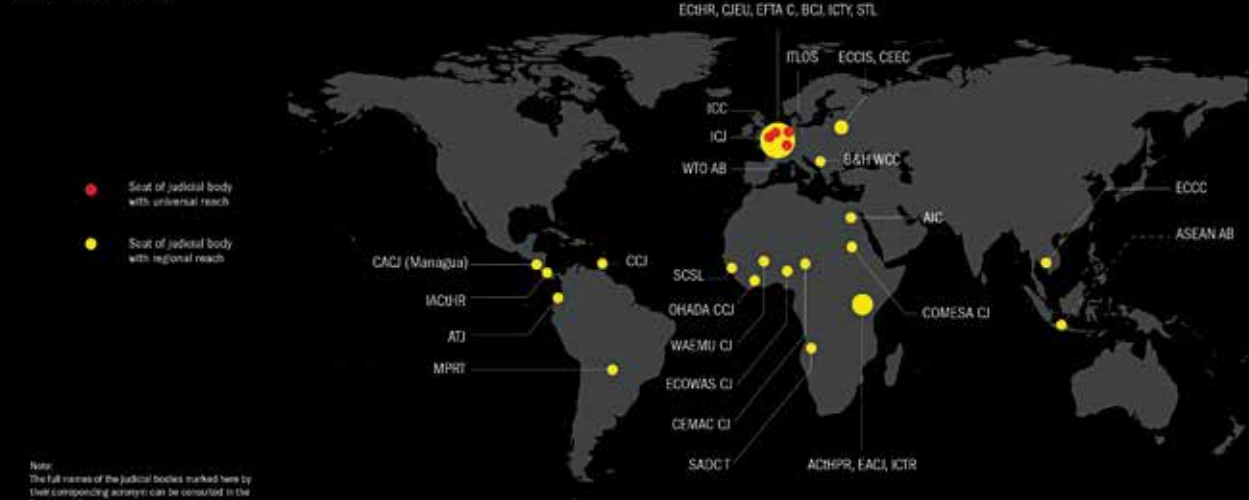 ECtHR, CJEU, EFTA C, BCJ, ICTY, STL
ITLOS
ECCIS, CEEC
ICC
ICJ
WTO AB
B&H WCC
Seat of judicial body
with universal reach
Seat of judicial body
with regional reach
ECCC
AIC
ASEAN AB
CACJ (Managua)
CCJ
SCSL
IACtHR
OHADA CCJ
COMESA CJ
ATJ
WAEMU CJ
MPRT
ECOWAS CJ
CEMAC CJ
SADC T
ACtHPR, EACJ, ICTR
Note:
The full names of the judicial bodies marked here by
their corresponding acronym can be consulted in the